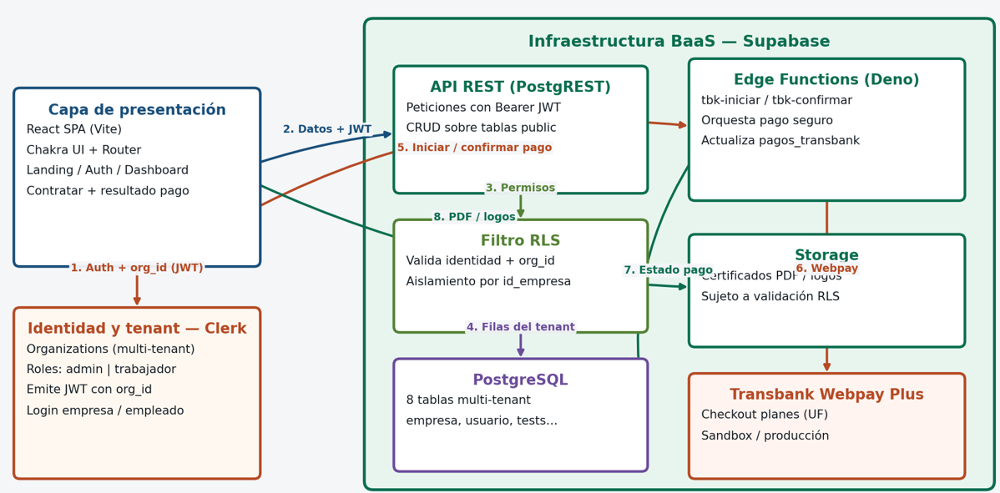 Infraestructura BaaS — Supabase
Capa de presentación
React SPA (Vite)
Chakra UI + Router
Landing / Auth / Dashboard
Contratar + resultado pago
1. Auth + org_id (JWT)
Identidad y tenant — Clerk
Organizations (multi-tenant)
Roles: admin | trabajador
Emite JWT con org_id
Login empresa / empleado
2. Datos + JWT
API REST (PostgREST)
Peticiones con Bearer JWT
CRUD sobre tablas public
5. Iniciar / confirmar pago
3. Permisos
8. PDF / logos
Filtro RLS
Valida identidad + org_id
Aislamiento por id_empresa
4. Filas del tenant
PostgreSQL
8 tablas multi-tenant
empresa, usuario, tests…
Edge Functions (Deno)
tbk-iniciar / tbk-confirmar
Orquesta pago seguro
Actualiza pagos_transbank
7. Estado pago
Storage
6. Webpay
Certificados PDF / logos
Sujeto a validación RLS
Transbank Webpay Plus
Checkout planes (UF)
Sandbox / producción